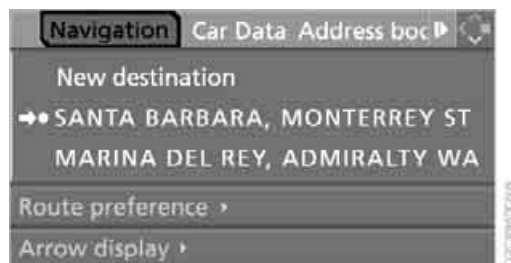 Navigation Car Data Address boc
New destination
SANTA BARBARA, MONTERREY ST
MARINA DEL REY, ADMIRALTY WA
Route preference
Arrow display